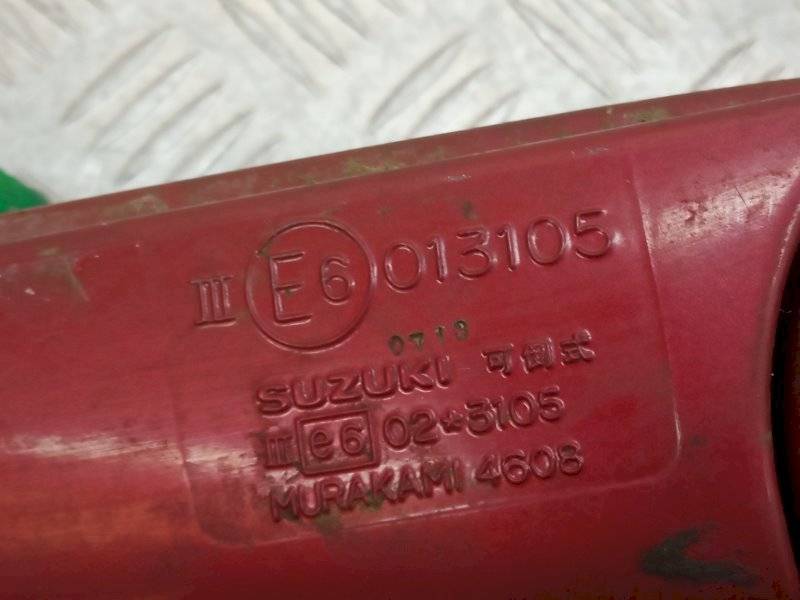 III E6 013105
0718
SUZUKI 可倒式
III e6 02*3105
MURAKAMI 4608